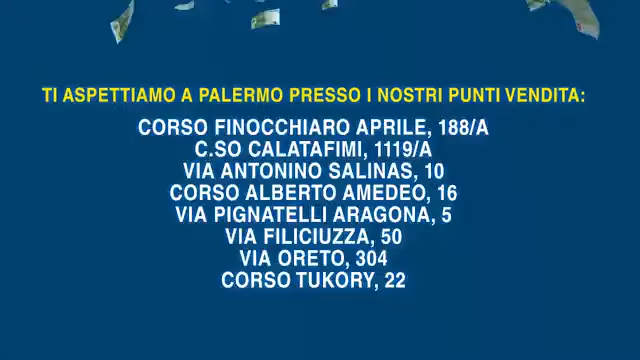 TI ASPETTIAMO A PALERMO PRESSO I NOSTRI PUNTI VENDITA:
CORSO FINOCCHIARO APRILE, 188/A
C.SO CALATAFIMI, 1119/A
VIA ANTONINO SALINAS, 10
CORSO ALBERTO AMEDEO, 16
VIA PIGNATELLI ARAGONA, 5
VIA FILICIUZZA, 50
VIA ORETO, 304
CORSO TUKORY, 22